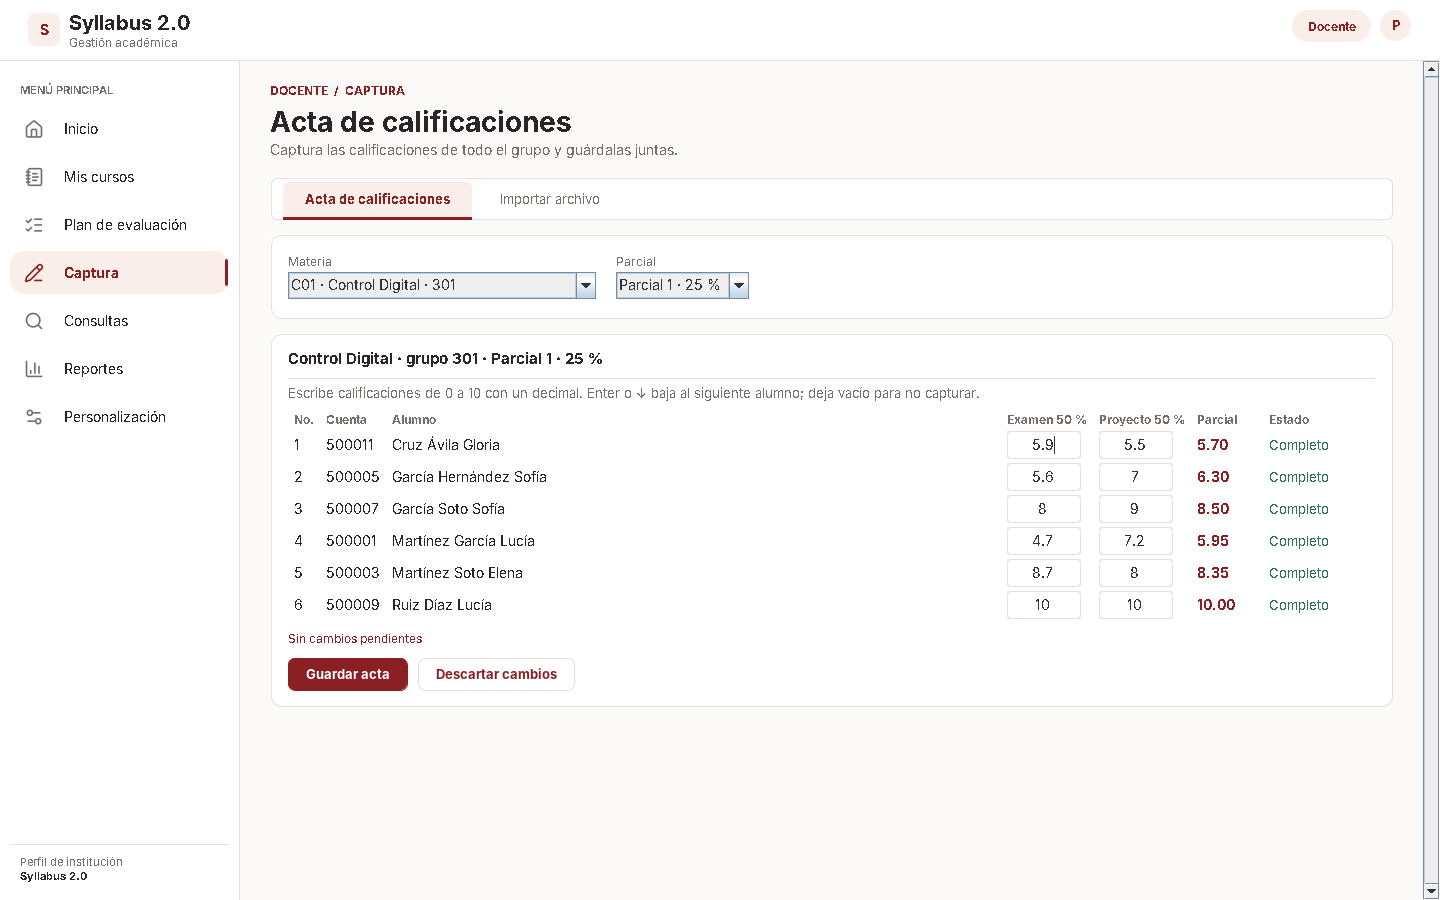 S
Syllabus 2.0
Gestión académica
Docente
P
MENÚ PRINCIPAL
Inicio
Mis cursos
Plan de evaluación
Captura
Consultas
Reportes
Personalización
Perfil de institución
Syllabus 2.0
DOCENTE / CAPTURA
Acta de calificaciones
Captura las calificaciones de todo el grupo y guárdalas juntas.
Acta de calificaciones Importar archivo
Materia Parcial
C01 · Control Digital · 301 Parcial 1 · 25 %
Control Digital · grupo 301 · Parcial 1 · 25 %
Escribe calificaciones de 0 a 10 con un decimal. Enter o ↓ baja al siguiente alumno; deja vacío para no capturar.
No. Cuenta Alumno Examen 50 % Proyecto 50 % Parcial Estado
1 500011 Cruz Ávila Gloria 5.9 5.5 5.70 Completo
2 500005 García Hernández Sofía 5.6 7 6.30 Completo
3 500007 García Soto Sofía 8 9 8.50 Completo
4 500001 Martínez García Lucía 4.7 7.2 5.95 Completo
5 500003 Martínez Soto Elena 8.7 8 8.35 Completo
6 500009 Ruiz Díaz Lucía 10 10 10.00 Completo
Sin cambios pendientes
Guardar acta Descartar cambios